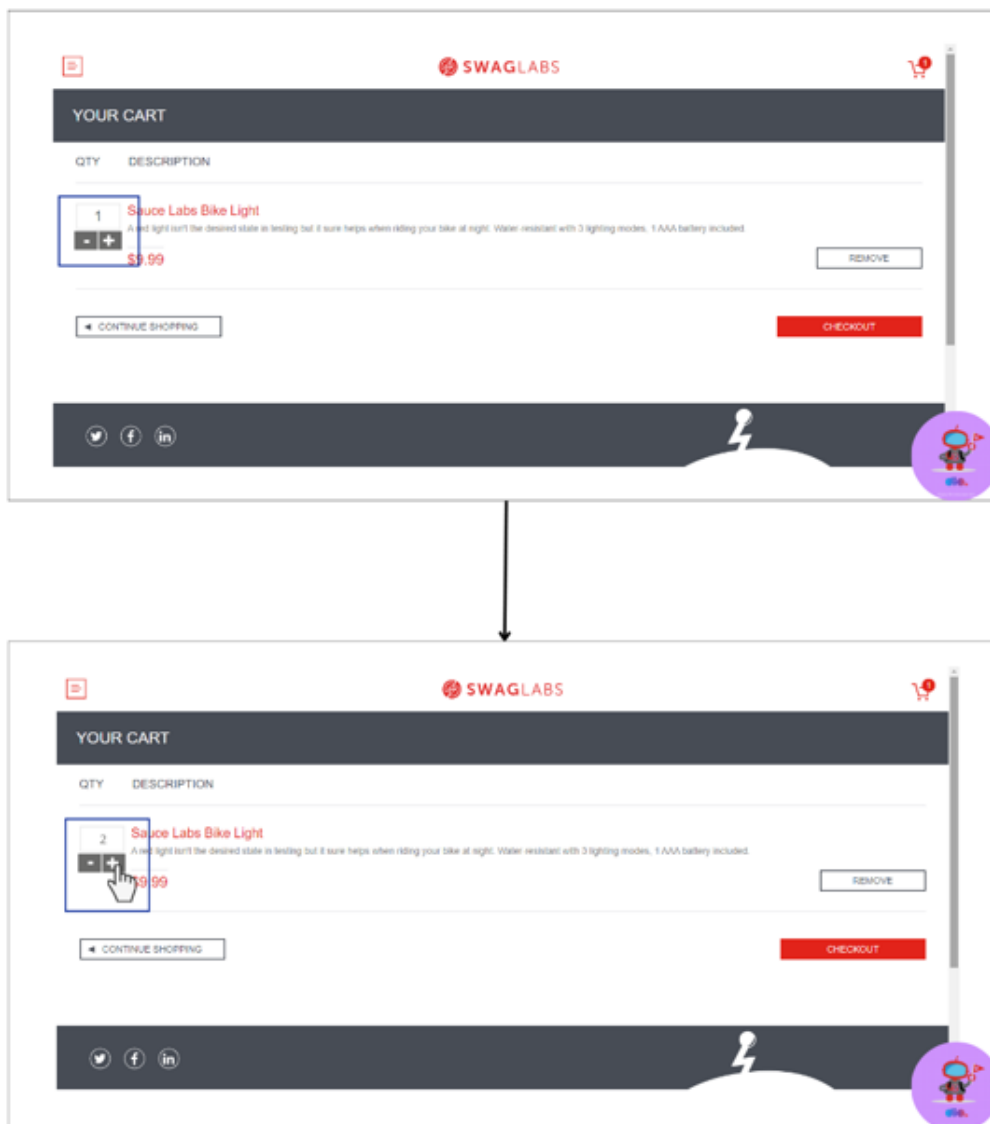 SWAGLABS
1
YOUR CART
QTY DESCRIPTION
1 Sauce Labs Bike Light
A red light isn't the desired state in testing but it sure helps when riding your bike at night. Water-resistant with 3 lighting modes, 1 AAA battery included.
- +
$9.99
REMOVE
CONTINUE SHOPPING CHECKOUT
SWAGLABS
1
YOUR CART
QTY DESCRIPTION
2 Sauce Labs Bike Light
A red light isn't the desired state in testing but it sure helps when riding your bike at night. Water-resistant with 3 lighting modes, 1 AAA battery included.
- +
$9.99
REMOVE
CONTINUE SHOPPING CHECKOUT